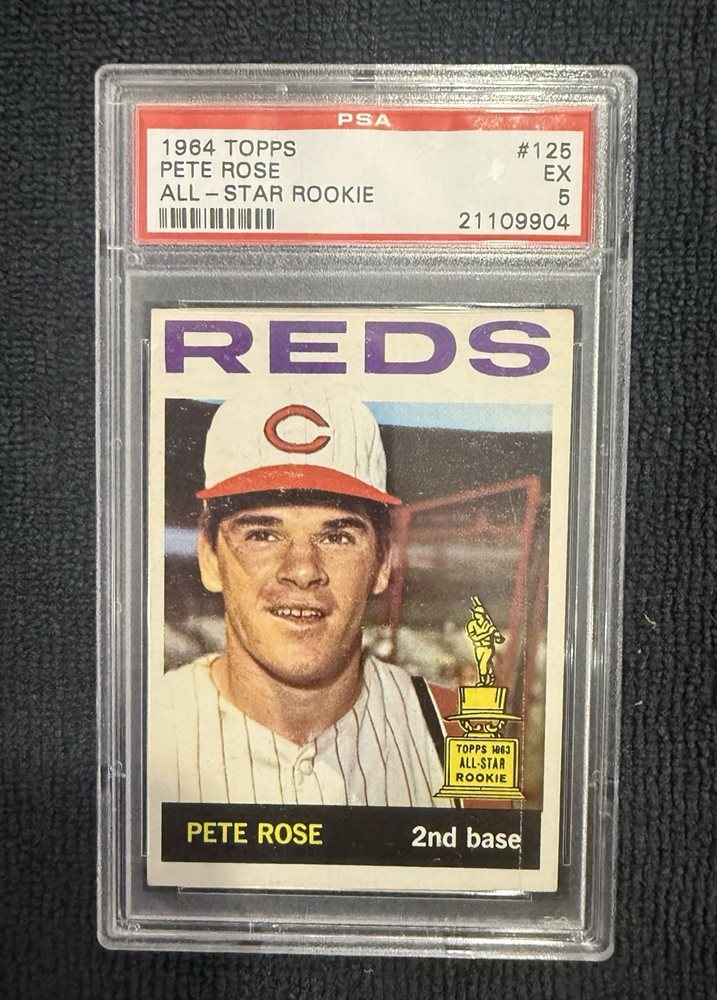 PSA
1964 TOPPS #125
PETE ROSE EX
ALL-STAR ROOKIE 5
21109904
REDS
C
TOPPS 1963
ALL-STAR
ROOKIE
PETE ROSE 2nd base